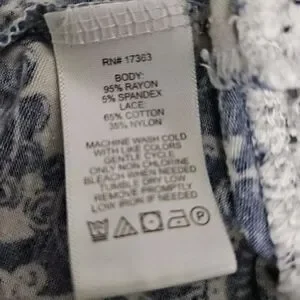 RN# 17363
BODY:
95% RAYON
5% SPANDEX
LACE:
65% COTTON
35% NYLON
MACHINE WASH COLD
WITH LIKE COLORS
GENTLE CYCLE
ONLY NON CHLORINE
BLEACH WHEN NEEDED
TUMBLE DRY LOW
REMOVE PROMPTLY
LOW IRON IF NEEDED
P